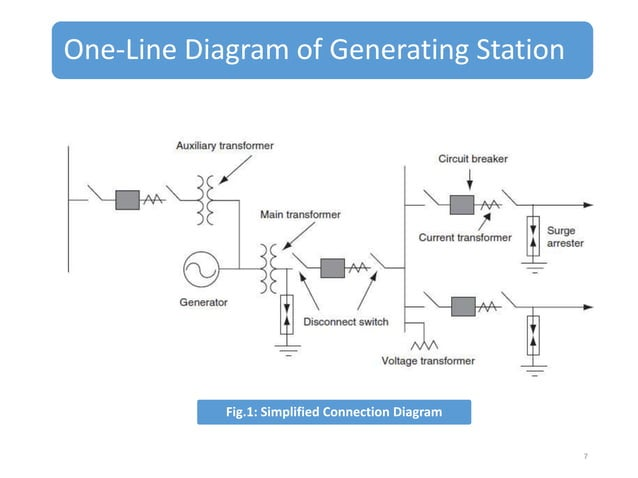 One-Line Diagram of Generating Station
Auxiliary transformer
Circuit breaker
Main transformer
Current transformer
Surge
arrester
Generator
Disconnect switch
Voltage transformer
Fig.1: Simplified Connection Diagram
7